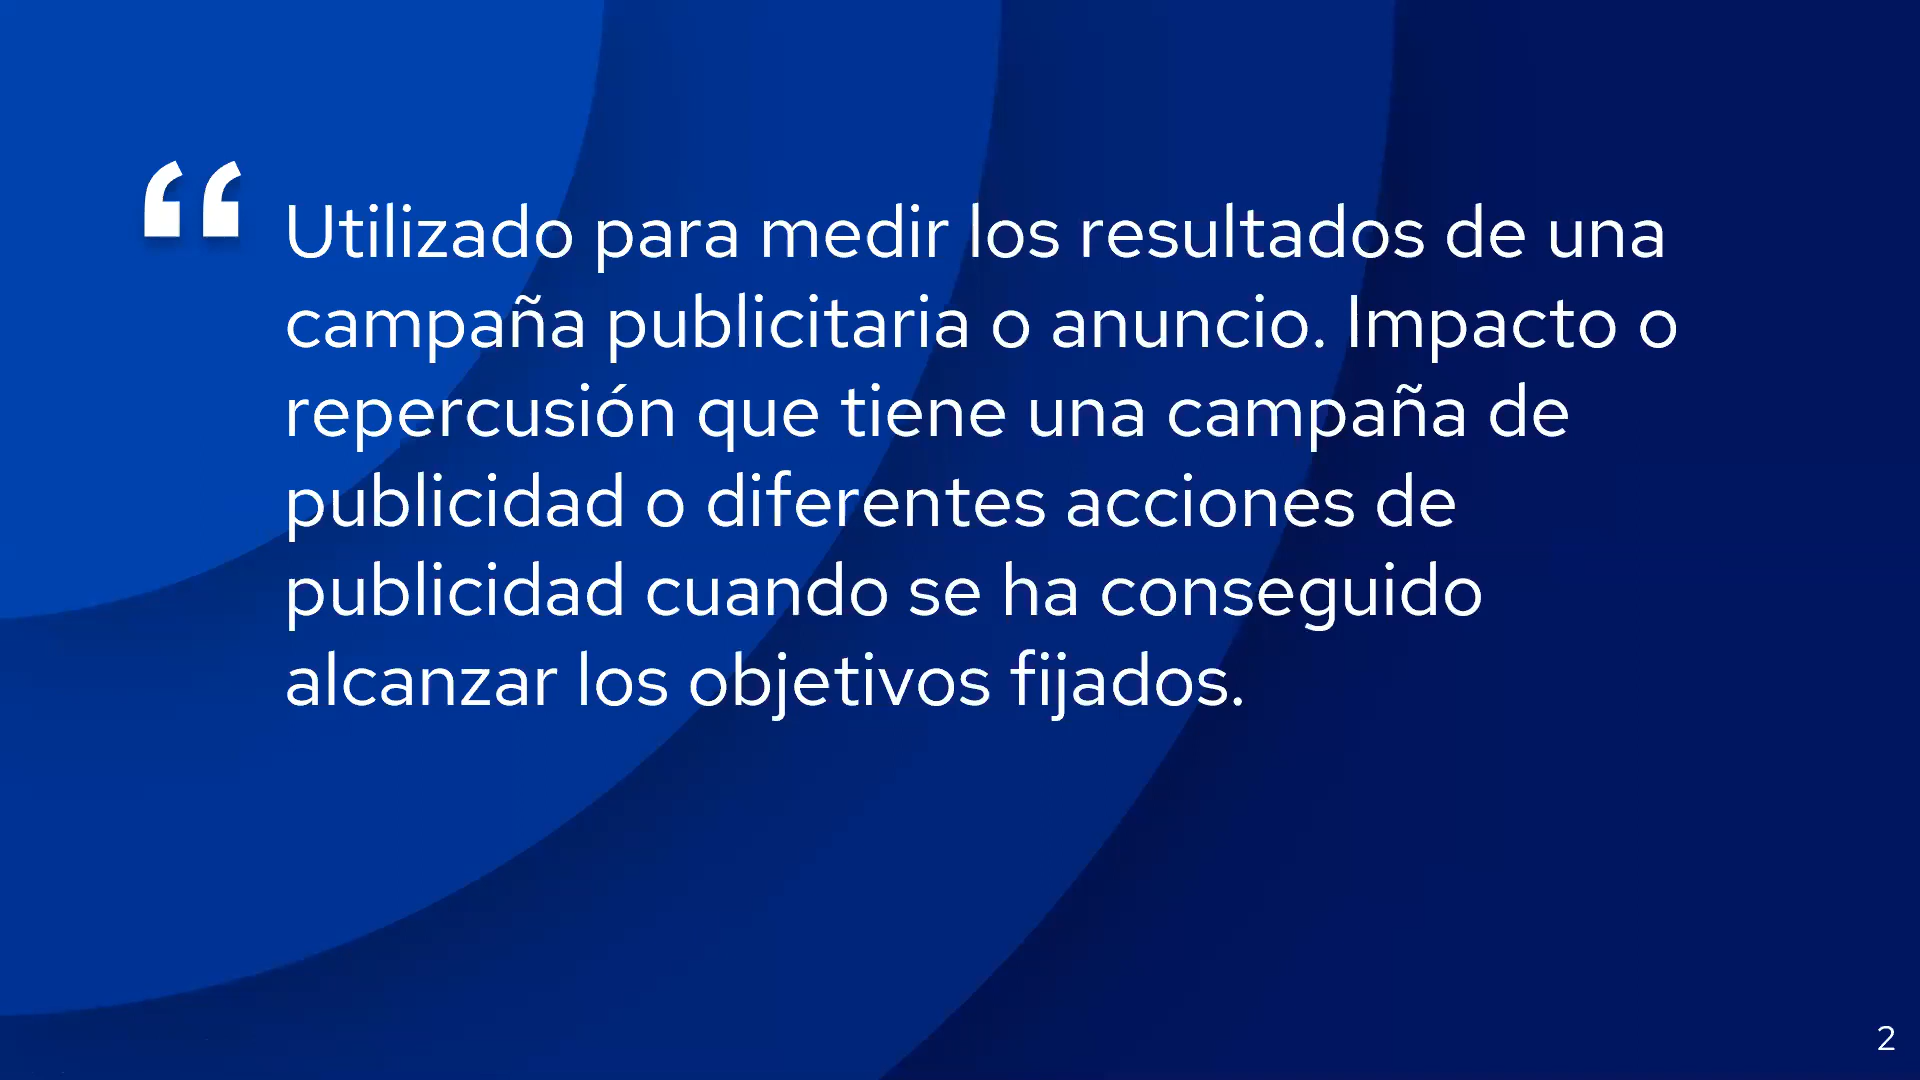 “ Utilizado para medir los resultados de una
campaña publicitaria o anuncio. Impacto o
repercusión que tiene una campaña de
publicidad o diferentes acciones de
publicidad cuando se ha conseguido
alcanzar los objetivos fijados.
2